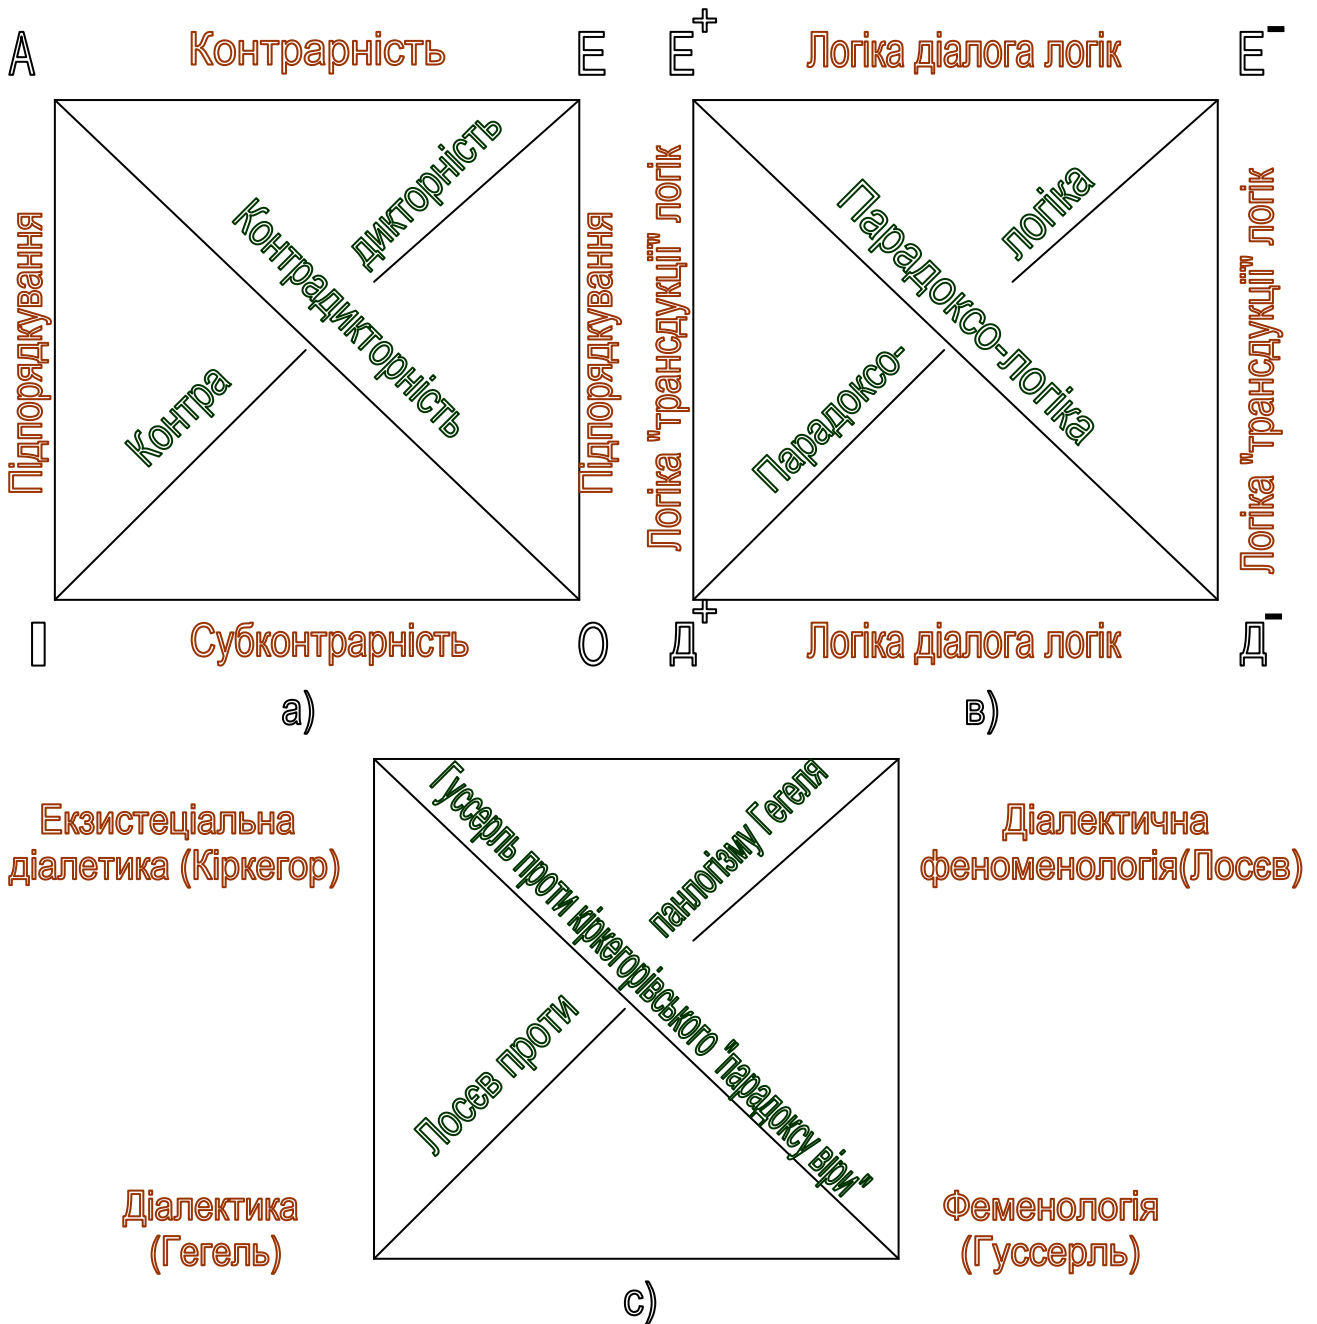 А Контрарність Е
Підпорядкування
Контрадикторність
Контра дикторність
Підпорядкування
І Субконтрарність О
а)
Е+ Логіка діалога логік Е-
Логіка "трансдукції" логік
Парадоксо-логіка
Парадоксо- логіка
Логіка "трансдукції" логік
Д+ Логіка діалога логік Д-
в)
Екзистеціальна
діалетика (Кіркегор)
Діалектична
феноменологія(Лосєв)
Гуссерль проти кіркегорівського "парадоксу віри"
Лосєв проти панлогізму Гегеля
Діалектика
(Гегель)
Феменологія
(Гуссерль)
с)